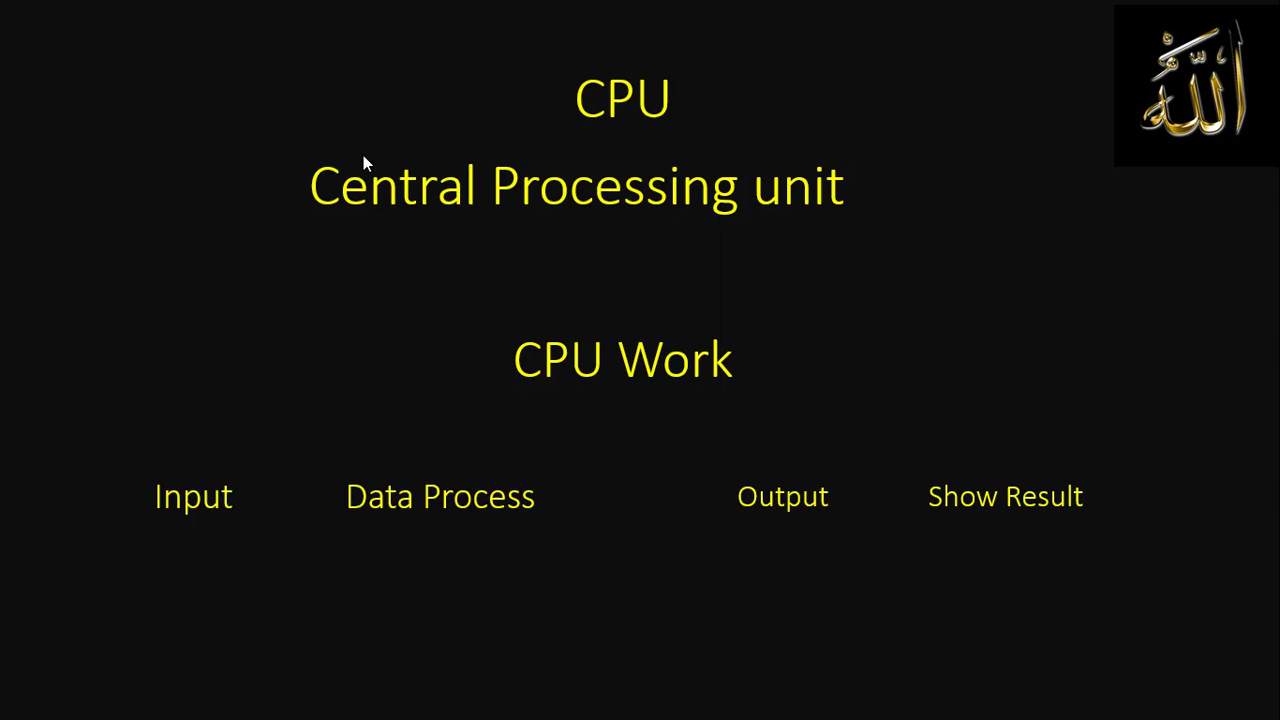 الله
CPU
Central Processing unit
CPU Work
Input Data Process Output Show Result